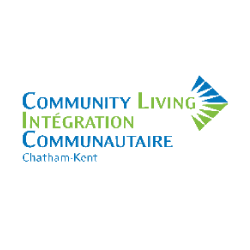 COMMUNITY LIVING
INTÉGRATION
COMMUNAUTAIRE
Chatham-Kent